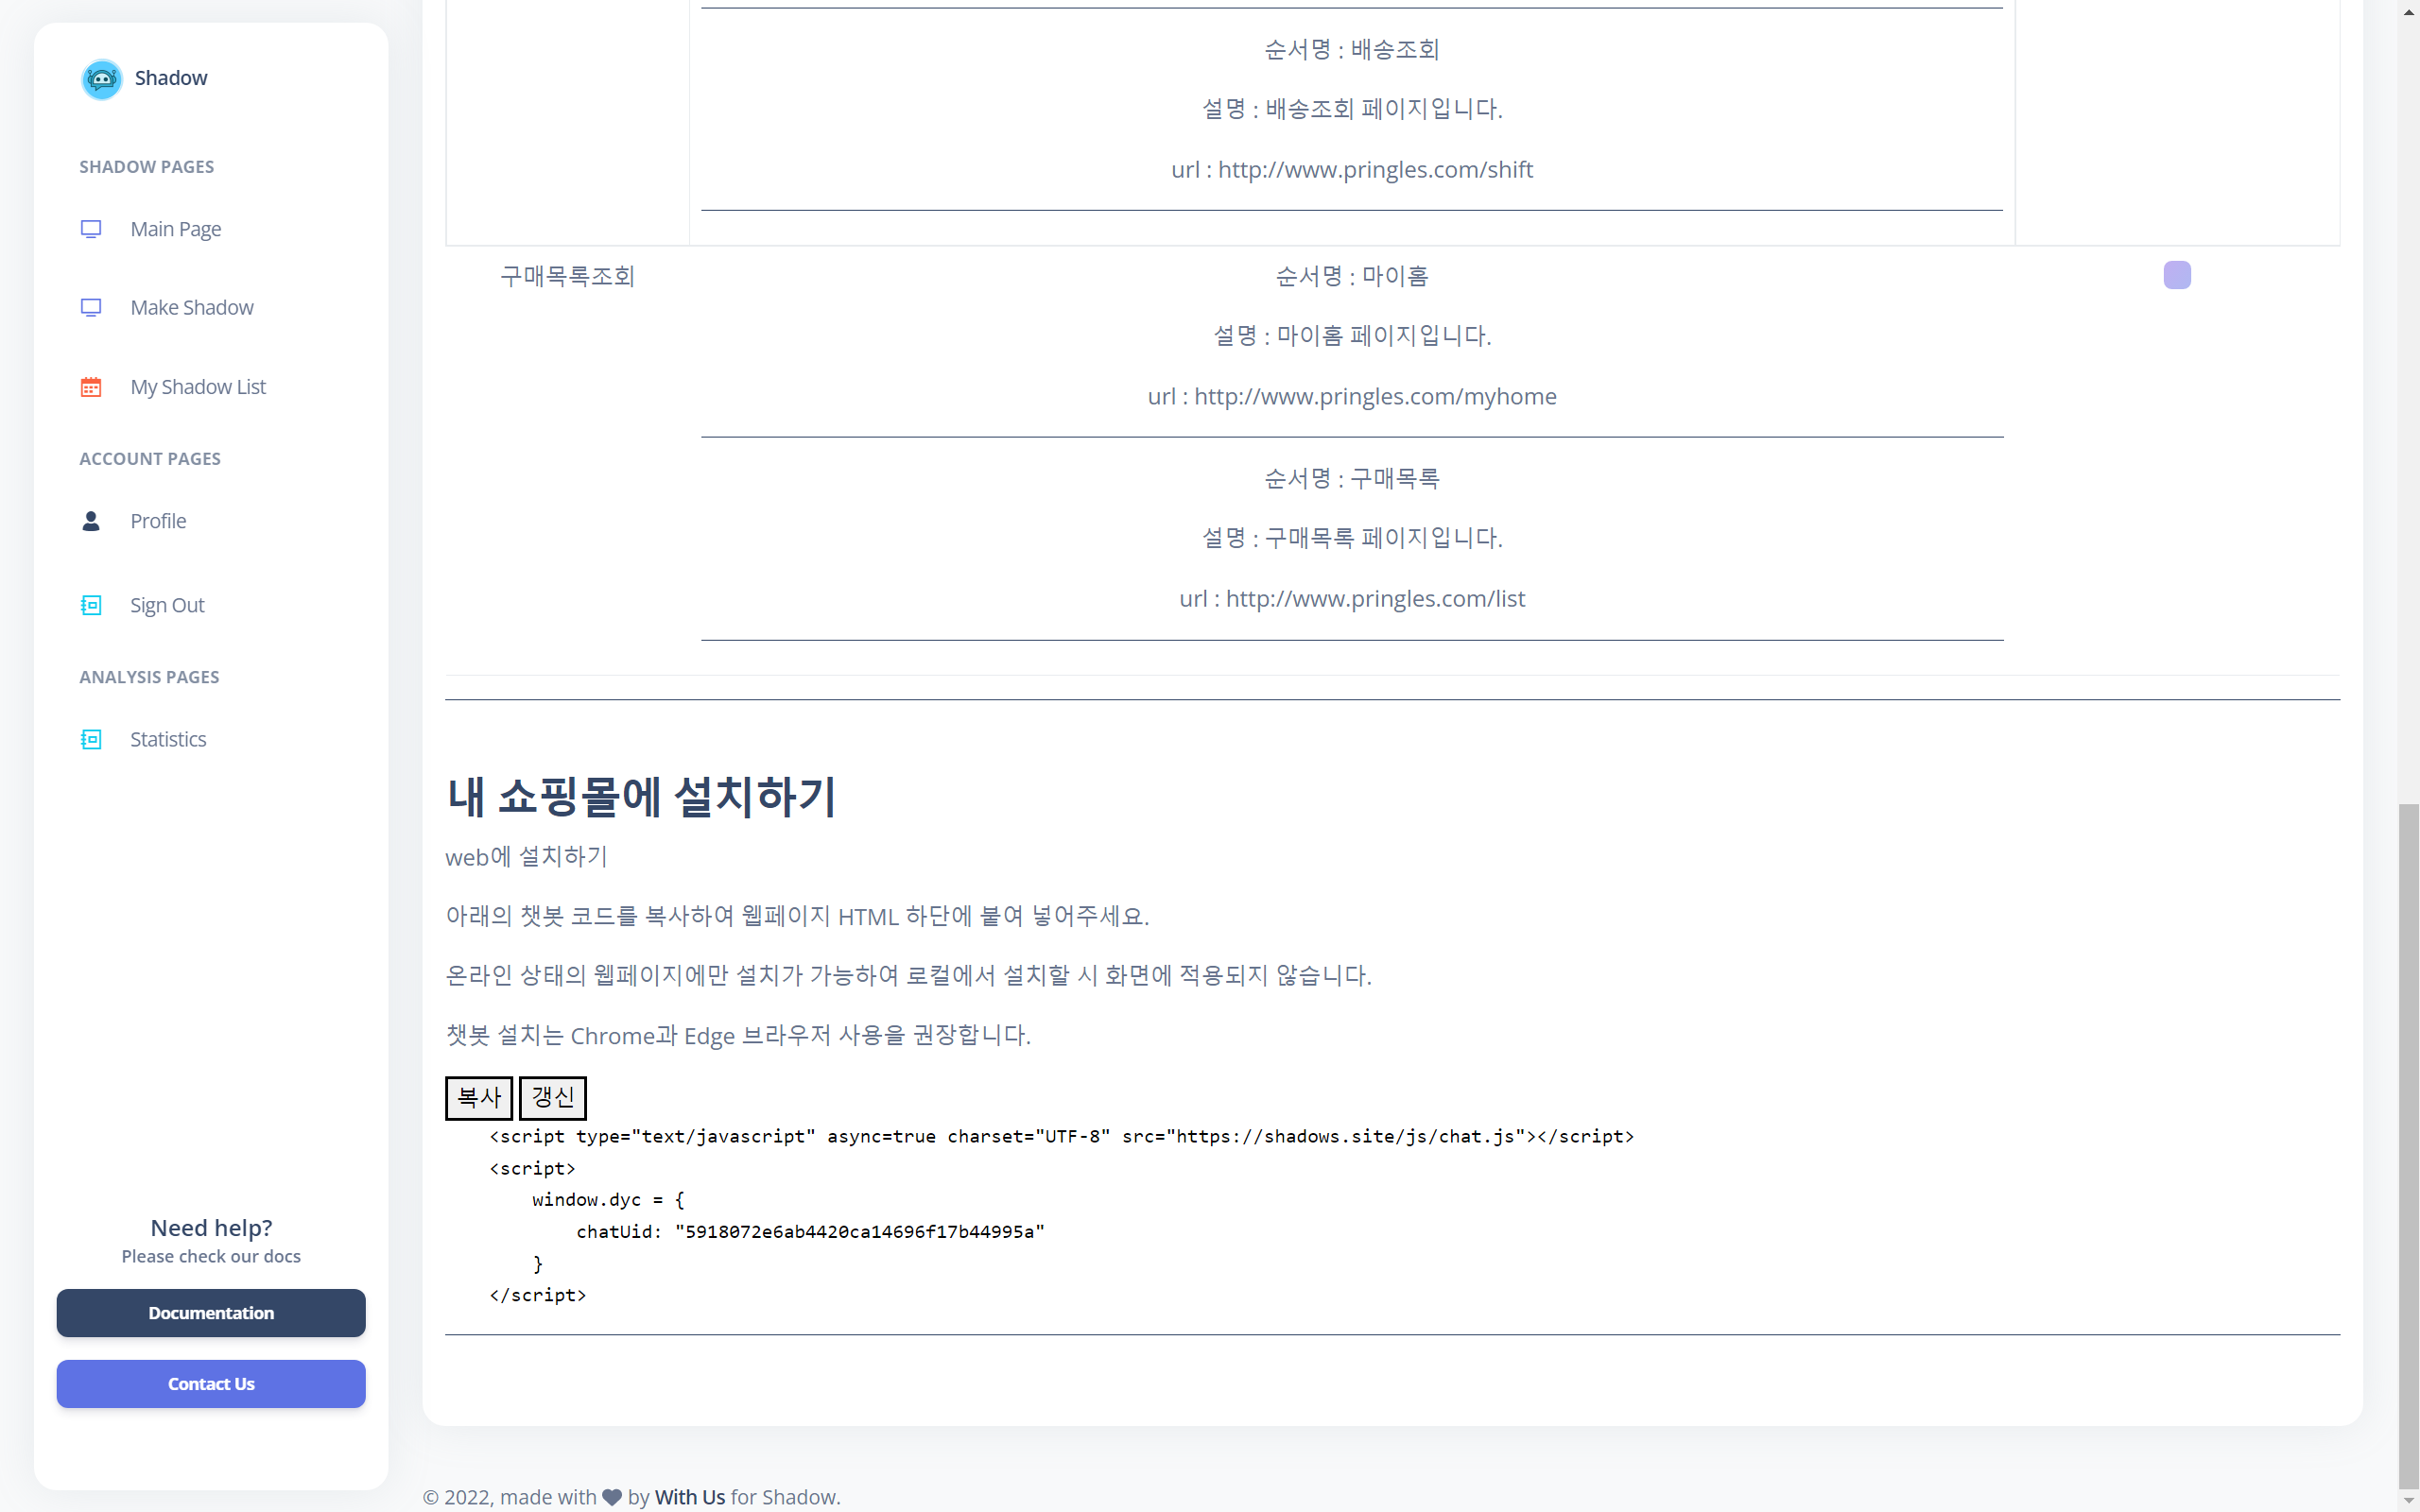 Shadow
SHADOW PAGES
Main Page
Make Shadow
My Shadow List
ACCOUNT PAGES
Profile
Sign Out
ANALYSIS PAGES
Statistics
Need help?
Please check our docs
Documentation
Contact Us
순서명 : 배송조회
설명 : 배송조회 페이지입니다.
url : http://www.pringles.com/shift
구매목록조회
순서명 : 마이홈
설명 : 마이홈 페이지입니다.
url : http://www.pringles.com/myhome
순서명 : 구매목록
설명 : 구매목록 페이지입니다.
url : http://www.pringles.com/list
내 쇼핑몰에 설치하기
web에 설치하기
아래의 챗봇 코드를 복사하여 웹페이지 HTML 하단에 붙여 넣어주세요.
온라인 상태의 웹페이지에만 설치가 가능하여 로컬에서 설치할 시 화면에 적용되지 않습니다.
챗봇 설치는 Chrome과 Edge 브라우저 사용을 권장합니다.
복사 갱신
<script type="text/javascript" async=true charset="UTF-8" src="https://shadows.site/js/chat.js"></script>
<script>
window.dyc = {
chatUid: "5918072e6ab4420ca14696f17b44995a"
}
</script>
© 2022, made with ♥ by With Us for Shadow.